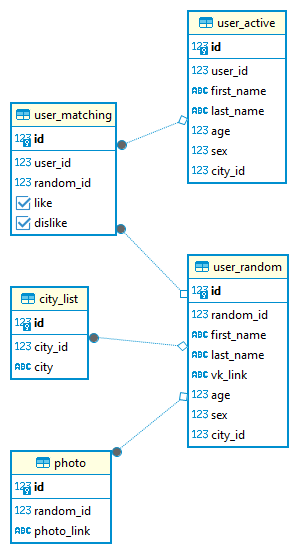 user_active
123 id
123 user_id
ABC first_name
ABC last_name
123 age
123 sex
123 city_id
user_matching
123 id
123 user_id
123 random_id
like
dislike
user_random
123 id
123 random_id
ABC first_name
ABC last_name
ABC vk_link
123 age
123 sex
123 city_id
city_list
123 id
123 city_id
ABC city
photo
123 id
123 random_id
ABC photo_link